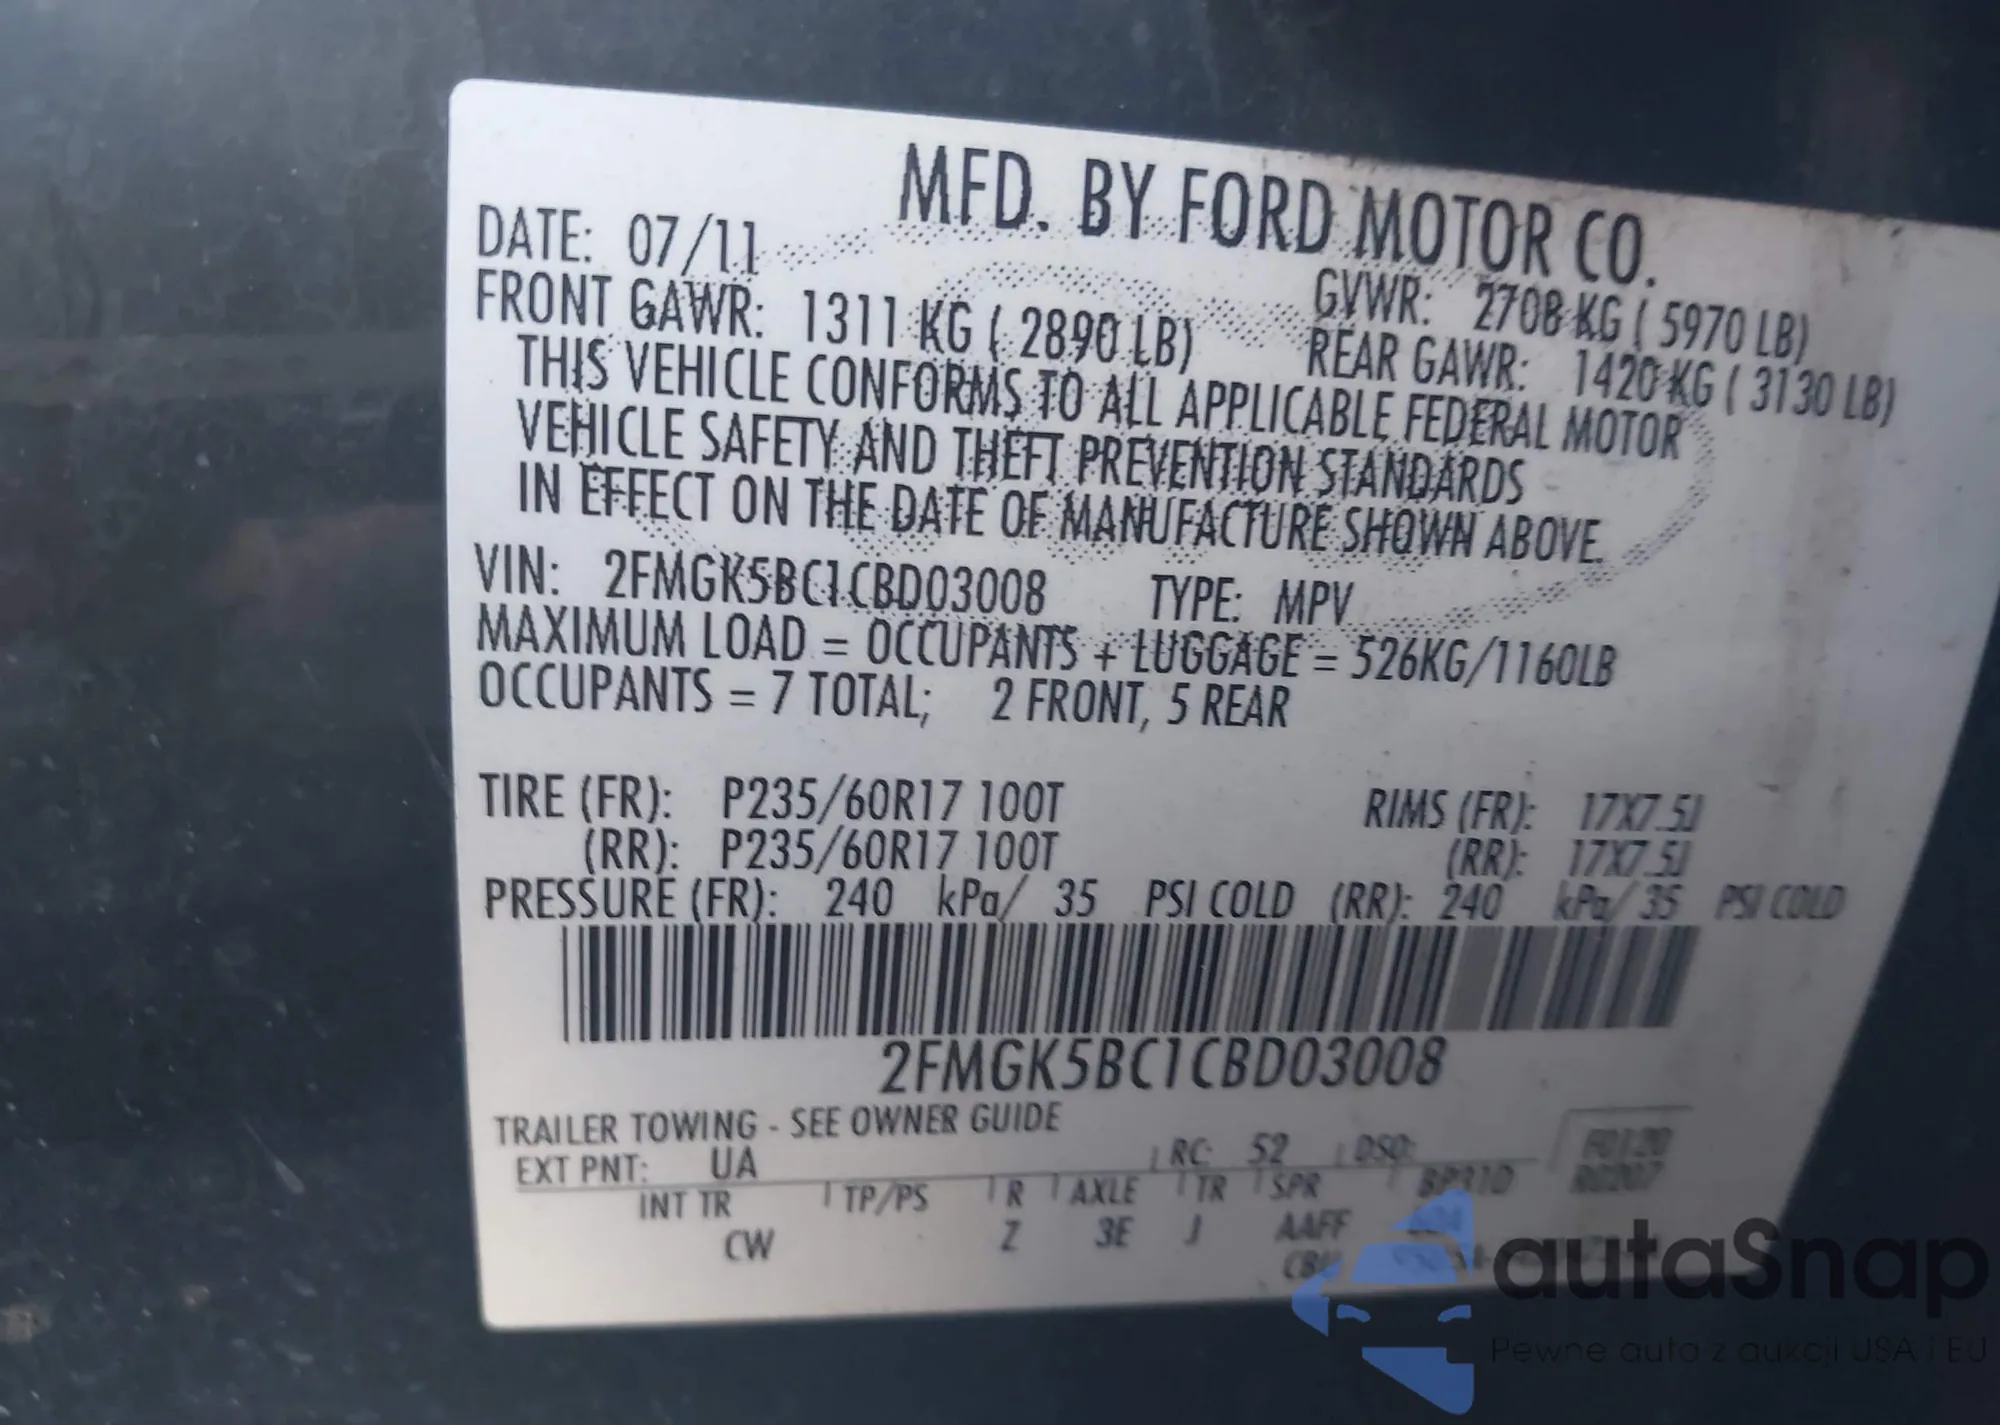 MFD. BY FORD MOTOR CO.
DATE: 07/11 GVWR: 2708 KG ( 5970 LB)
FRONT GAWR: 1311 KG ( 2890 LB) REAR GAWR: 1420 KG ( 3130 LB)
THIS VEHICLE CONFORMS TO ALL APPLICABLE FEDERAL MOTOR
VEHICLE SAFETY AND THEFT PREVENTION STANDARDS
IN EFFECT ON THE DATE OF MANUFACTURE SHOWN ABOVE.
VIN: 2FMGK5BC1CBD03008 TYPE: MPV
MAXIMUM LOAD = OCCUPANTS + LUGGAGE = 526KG/1160LB
OCCUPANTS = 7 TOTAL; 2 FRONT, 5 REAR
TIRE (FR): P235/60R17 100T RIMS (FR): 17X7.5J
(RR): P235/60R17 100T (RR): 17X7.5J
PRESSURE (FR): 240 kPa/ 35 PSI COLD (RR): 240 kPa/ 35 PSI COLD
2FMGK5BC1CBD03008
TRAILER TOWING - SEE OWNER GUIDE
EXT PNT: UA RC: 52 DSO: F0120
R0207
INT TR TP/PS R AXLE TR SPR
CW Z 3E J AAFF
autaSnap
Pewne auta z aukcji USA i EU